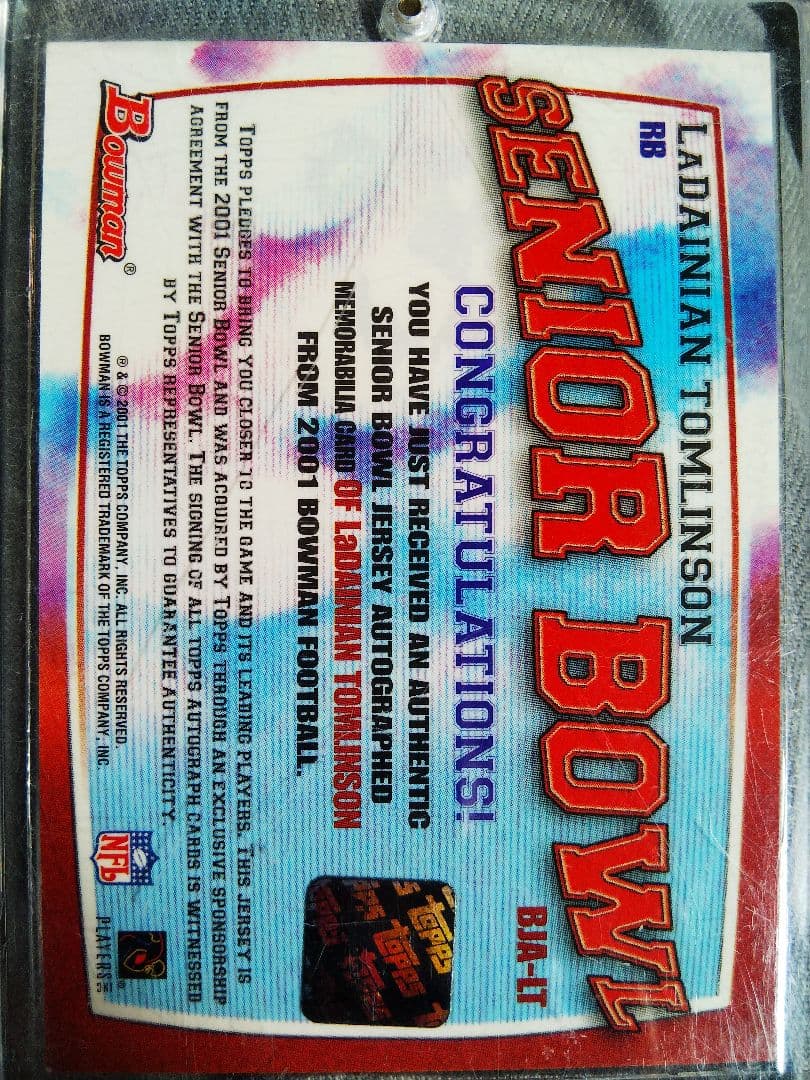 LADAINIAN TOMLINSON
RB
SENIOR BOWL
BJA-LT
CONGRATULATIONS!
YOU HAVE JUST RECEIVED AN AUTHENTIC
SENIOR BOWL JERSEY AUTOGRAPHED
MEMORABILIA CARD OF LaDAINIAN TOMLINSON
FROM 2001 BOWMAN FOOTBALL.
topps
TOPPS PLEDGES TO BRING YOU CLOSER TO THE GAME AND ITS LEADING PLAYERS. THIS JERSEY IS
FROM THE 2001 SENIOR BOWL AND WAS ACQUIRED BY TOPPS THROUGH AN EXCLUSIVE SPONSORSHIP
AGREEMENT WITH THE SENIOR BOWL. THE SIGNING OF ALL TOPPS AUTOGRAPH CARDS IS WITNESSED
BY TOPPS REPRESENTATIVES TO GUARANTEE AUTHENTICITY.
Bowman®
® & © 2001 THE TOPPS COMPANY, INC. ALL RIGHTS RESERVED.
BOWMAN IS A REGISTERED TRADEMARK OF THE TOPPS COMPANY, INC.
NFL
PLAYERS